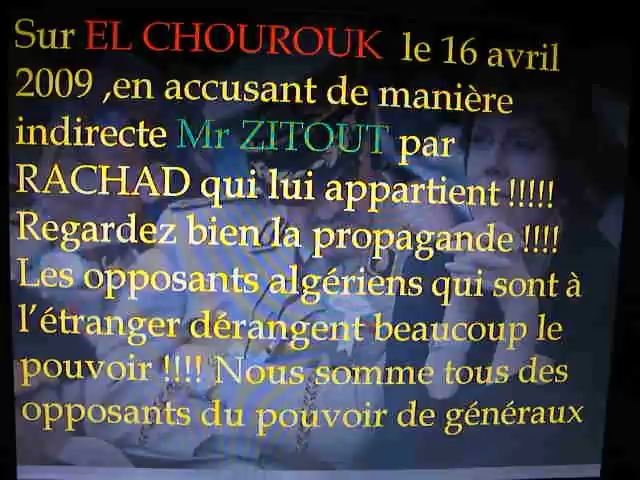 Sur EL CHOUROUK le 16 avril
2009 ,en accusant de manière
indirecte Mr ZITOUT par
RACHAD qui lui appartient !!!!!
Regardez bien la propagande !!!!
Les opposants algériens qui sont à
l'étranger dérangent beaucoup le
pouvoir !!!! Nous somme tous des
opposants du pouvoir de généraux